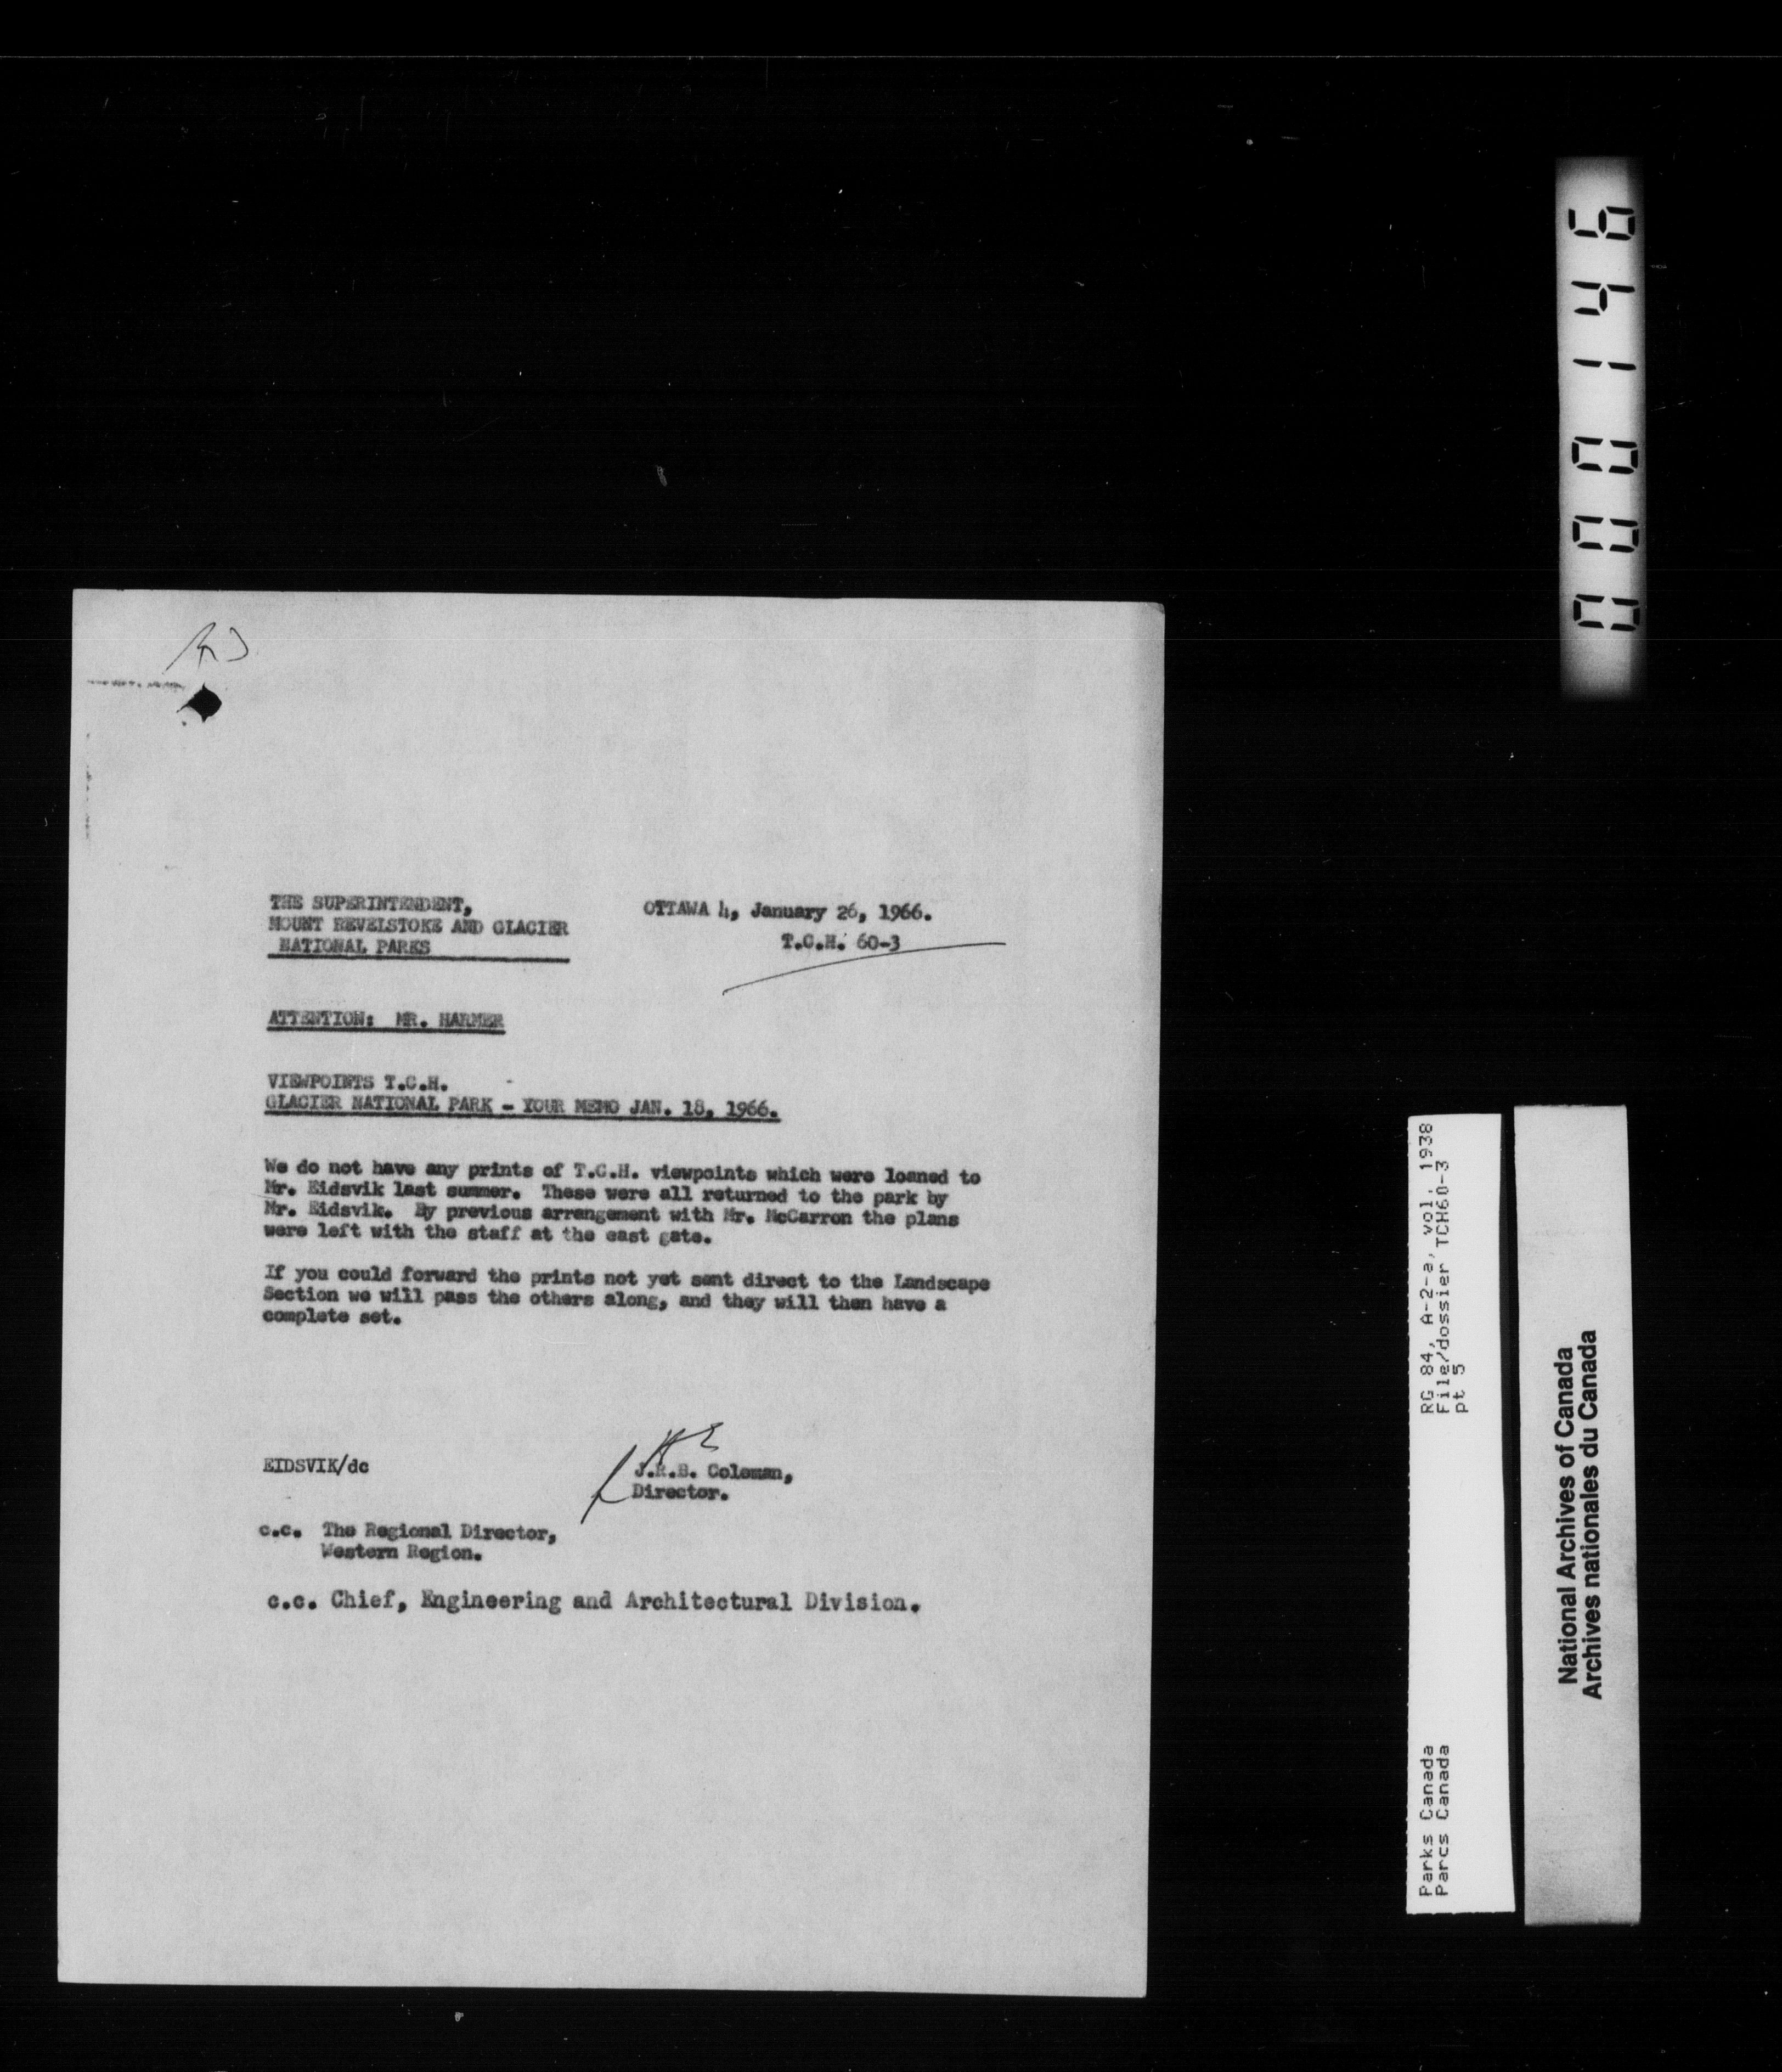 THE SUPERINTENDENT,
MOUNT REVELSTOKE AND GLACIER
NATIONAL PARKS
OTTAWA 4, January 26, 1966.
T.C.H. 60-3
ATTENTION: MR. HARMER
VIEWPOINTS T.C.H.
GLACIER NATIONAL PARK - YOUR MEMO JAN. 18, 1966.
We do not have any prints of T.C.H. viewpoints which were loaned to
Mr. Eidsvik last summer. These were all returned to the park by
Mr. Eidsvik. By previous arrangement with Mr. McCarron the plans
were left with the staff at the east gate.
If you could forward the prints not yet sent direct to the Landscape
Section we will pass the others along, and they will then have a
complete set.
EIDSVIK/dc
J.R.B. Coleman,
Director.
c.c. The Regional Director,
Western Region.
c.c. Chief, Engineering and Architectural Division.
000146
RG 84, A-2-a, vol. 1938
File/dossier TCH60-3
pt 5
Parks Canada
Parcs Canada
National Archives of Canada
Archives nationales du Canada